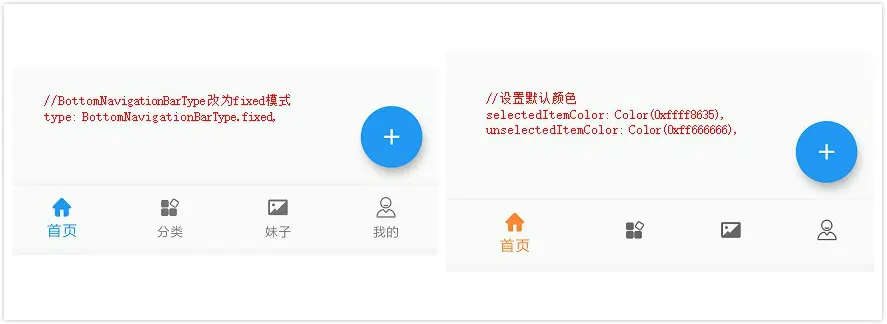 //BottomNavigationBarType改为fixed模式
type: BottomNavigationBarType.fixed,
首页 分类 妹子 我的
//设置默认颜色
selectedItemColor: Color(0xffff8635),
unselectedItemColor: Color(0xff666666),
首页